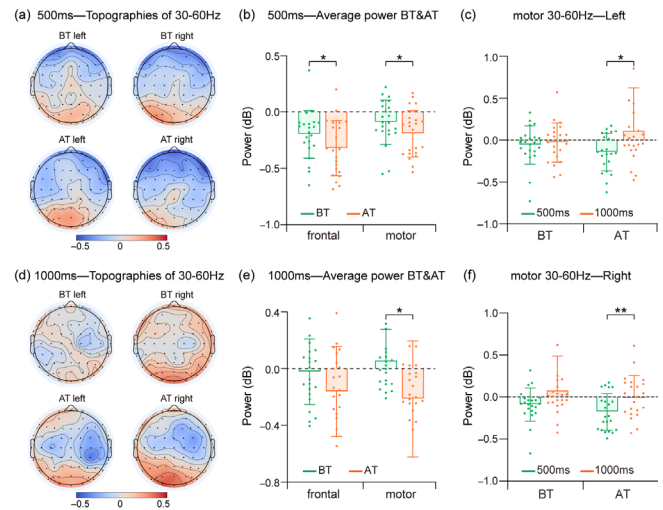 (a) 500ms—Topographies of 30-60Hz
BT left BT right
AT left AT right
−0.5 0 0.5
(b) 500ms—Average power BT&AT
Power (dB)
0.5
0.0
−0.5
−1.0
* *
BT AT
frontal motor
(c) motor 30-60Hz—Left
Power (dB)
1.0
0.5
0.0
−0.5
−1.0
*
500ms 1000ms
BT AT
(d) 1000ms—Topographies of 30-60Hz
BT left BT right
AT left AT right
−0.5 0 0.5
(e) 1000ms—Average power BT&AT
Power (dB)
0.4
0.0
−0.4
−0.8
*
BT AT
frontal motor
(f) motor 30-60Hz—Right
Power (dB)
1.0
0.5
0.0
−0.5
−1.0
**
500ms 1000ms
BT AT